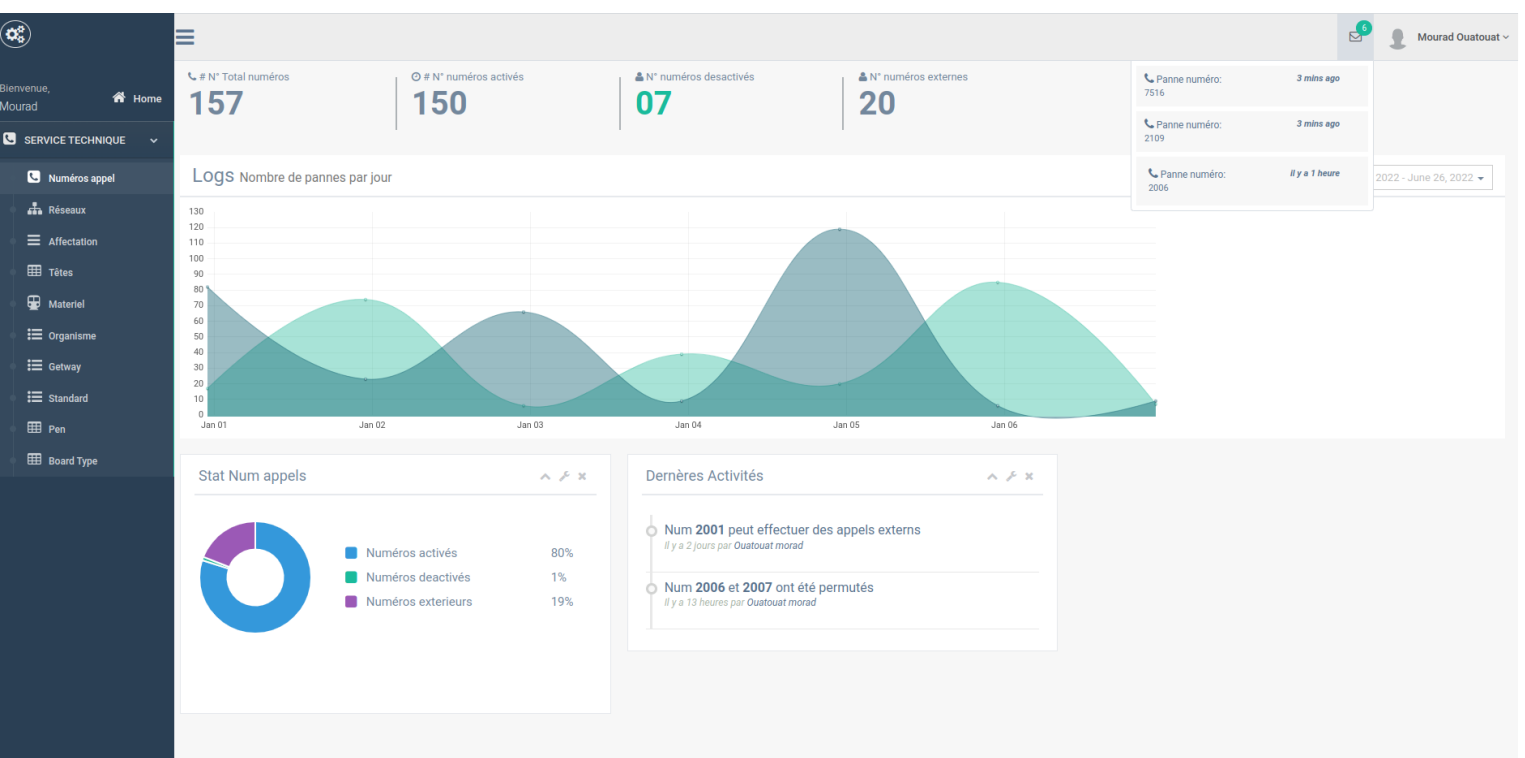 6
Mourad Ouatouat
Bienvenue,
Mourad
Home
SERVICE TECHNIQUE
Numéros appel
Réseaux
Affectation
Têtes
Materiel
Organisme
Getway
Standard
Pen
Board Type
# N° Total numéros
157
# N° numéros activés
150
N° numéros desactivés
07
N° numéros externes
20
Panne numéro: 3 mins ago
7516
Panne numéro: 3 mins ago
2109
Panne numéro: il y a 1 heure
2006
Logs Nombre de pannes par jour
2022 - June 26, 2022
130
120
110
100
90
80
70
60
50
40
30
20
10
0
Jan 01 Jan 02 Jan 03 Jan 04 Jan 05 Jan 06
Stat Num appels
Numéros activés 80%
Numéros deactivés 1%
Numéros exterieurs 19%
Dernères Activités
Num 2001 peut effectuer des appels externs
Il y a 2 jours par Ouatouat morad
Num 2006 et 2007 ont été permutés
Il y a 13 heures par Ouatouat morad